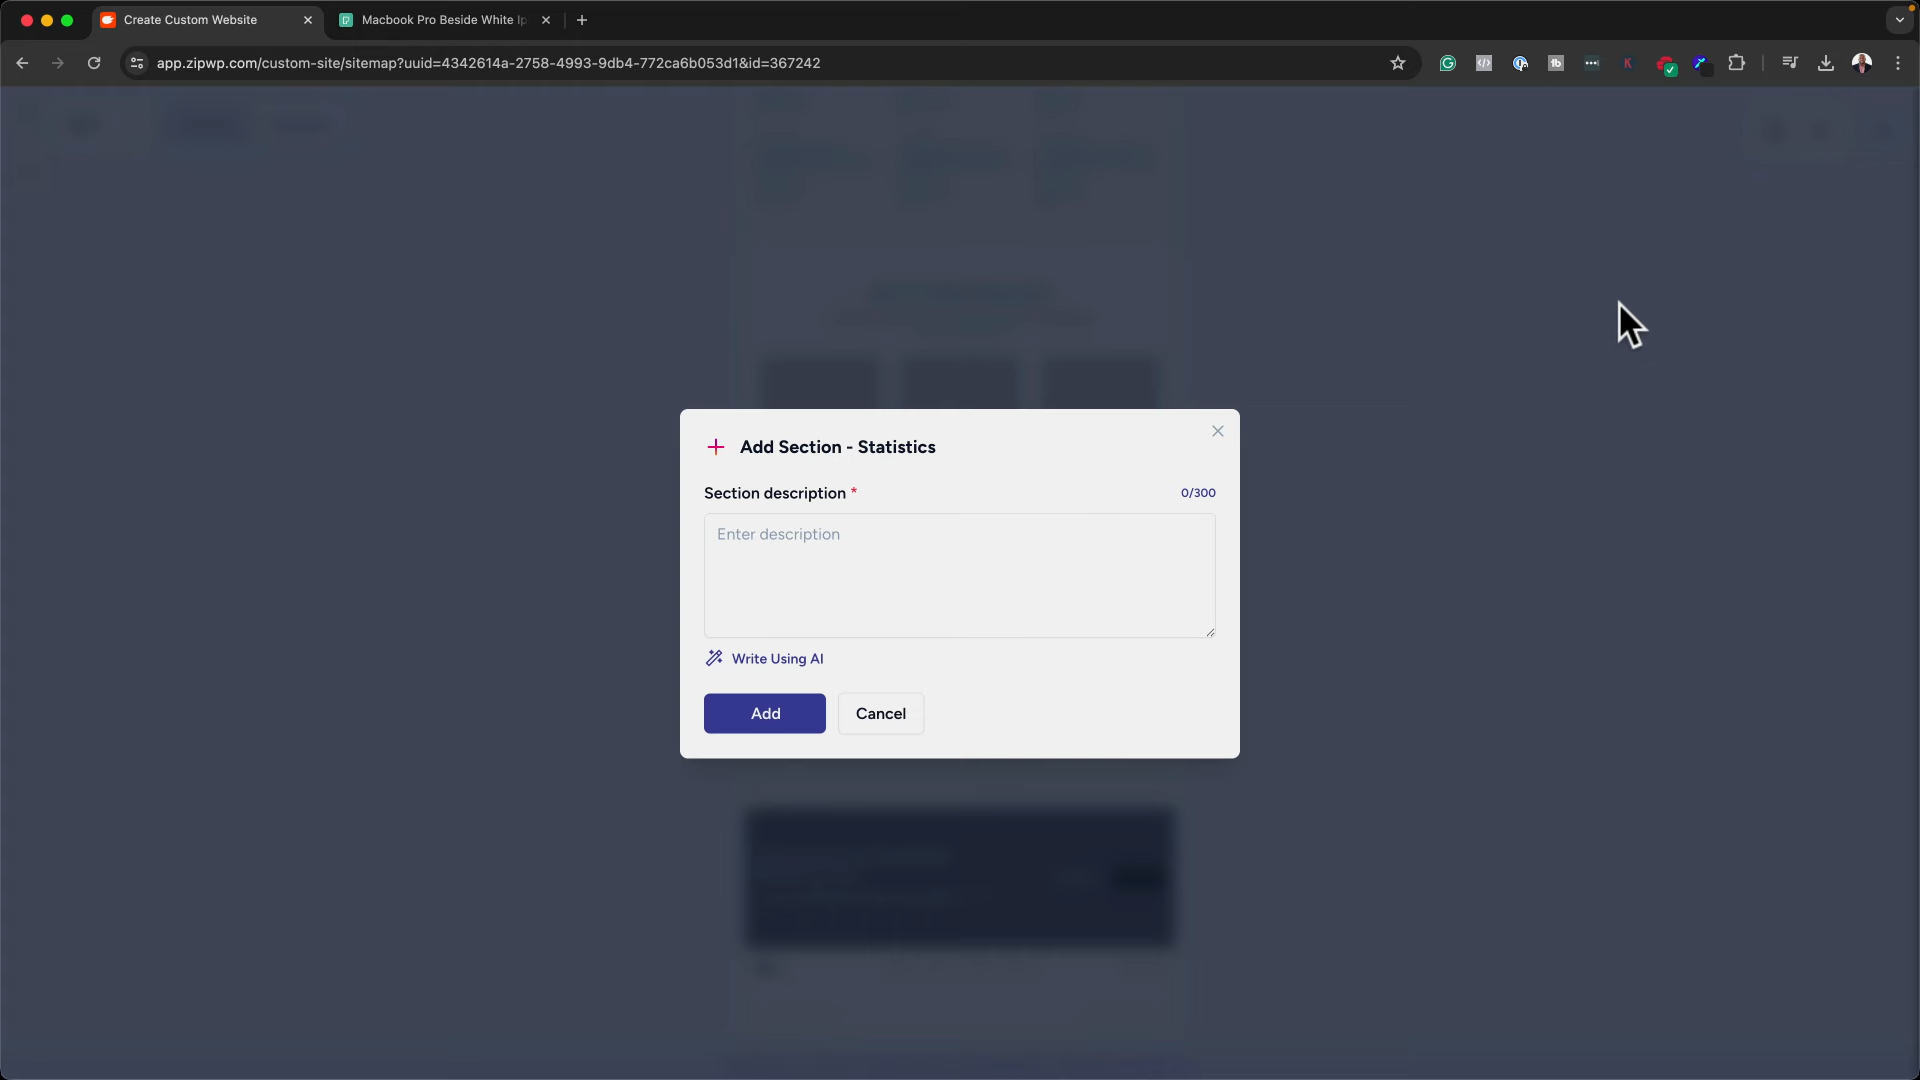 Create Custom Website
Macbook Pro Beside White Ip
app.zipwp.com/custom-site/sitemap?uuid=4342614a-2758-4993-9db4-772ca6b053d1&id=367242
Add Section - Statistics
Section description *
0/300
Enter description
Write Using AI
Add
Cancel